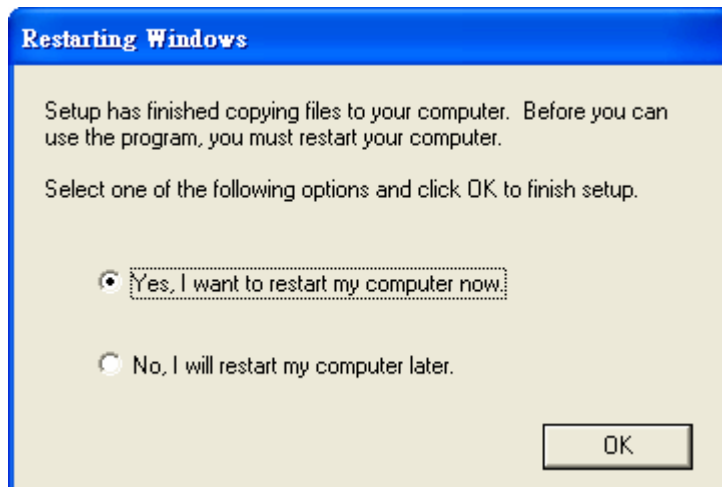 Restarting Windows
Setup has finished copying files to your computer.  Before you can
use the program, you must restart your computer.
Select one of the following options and click OK to finish setup.
Yes, I want to restart my computer now.
No, I will restart my computer later.
OK